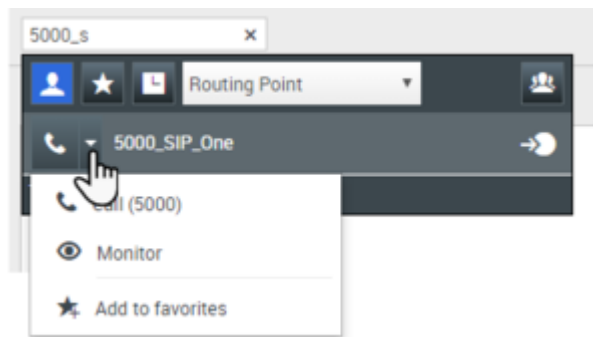 5000_s
Routing Point
5000_SIP_One
Call (5000)
Monitor
Add to favorites